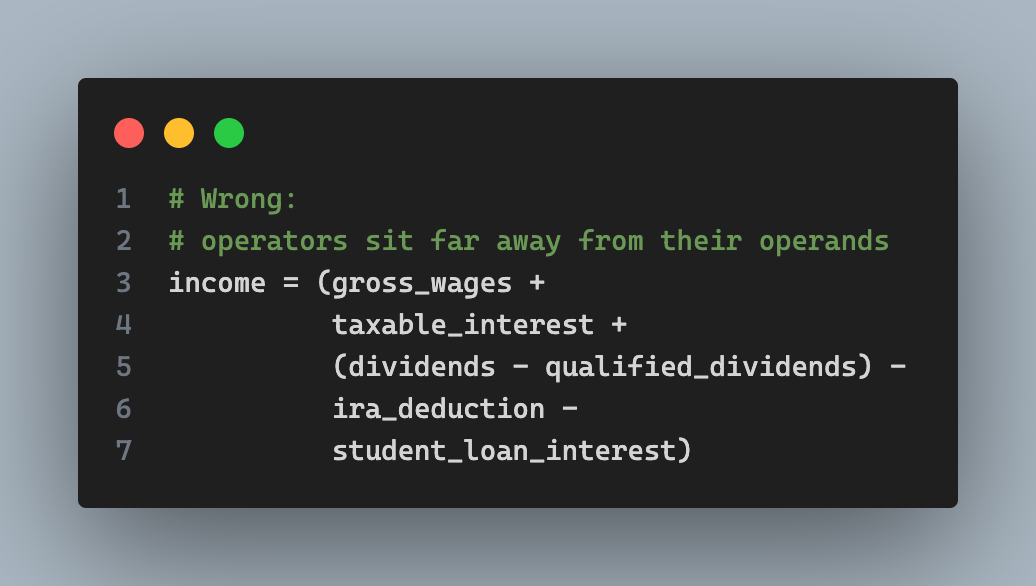 1 # Wrong:
2 # operators sit far away from their operands
3 income = (gross_wages +
4           taxable_interest +
5           (dividends - qualified_dividends) -
6           ira_deduction -
7           student_loan_interest)